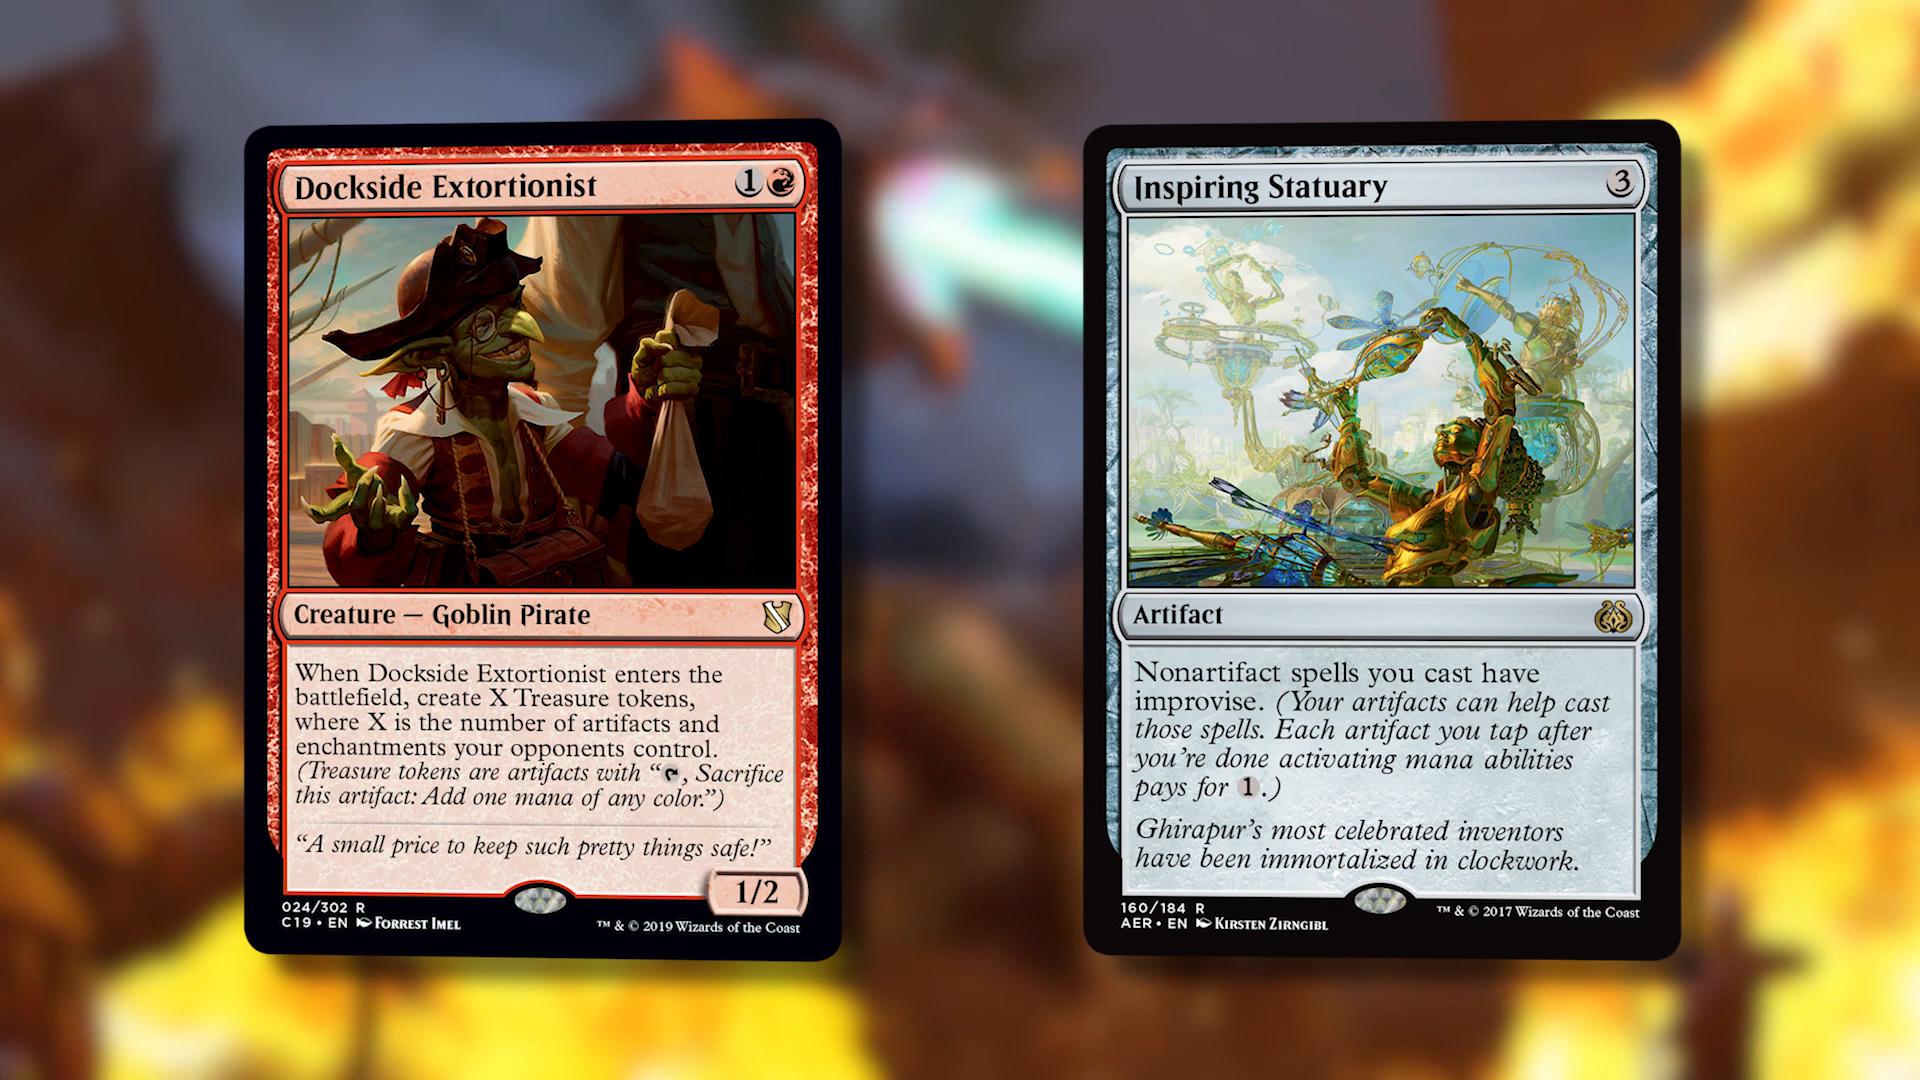 Dockside Extortionist 1
Creature — Goblin Pirate
When Dockside Extortionist enters the
battlefield, create X Treasure tokens,
where X is the number of artifacts and
enchantments your opponents control.
(Treasure tokens are artifacts with “, Sacrifice
this artifact: Add one mana of any color.”)
“A small price to keep such pretty things safe!”
1/2
024/302 R
C19 • EN Forrest Imel
™ & © 2019 Wizards of the Coast
Inspiring Statuary 3
Artifact
Nonartifact spells you cast have
improvise. (Your artifacts can help cast
those spells. Each artifact you tap after
you’re done activating mana abilities
pays for 1.)
Ghirapur’s most celebrated inventors
have been immortalized in clockwork.
160/184 R
AER • EN Kirsten Zirngibl
™ & © 2017 Wizards of the Coast